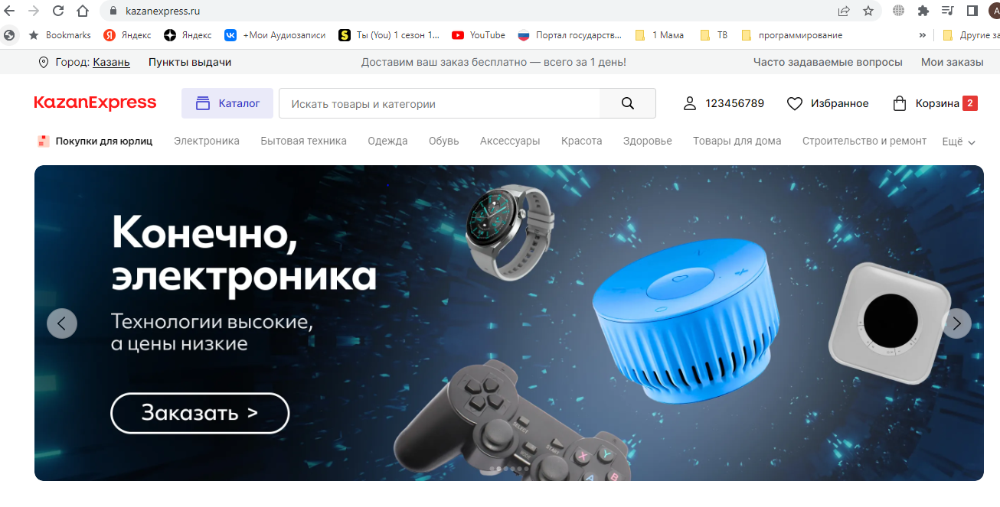 kazanexpress.ru
A
Bookmarks Яндекс Яндекс +Мои Аудиозаписи Ты (You) 1 сезон 1... YouTube Портал государств... 1 Мама ТВ программирование » Другие за
Город: Казань Пункты выдачи Доставим ваш заказ бесплатно — всего за 1 день! Часто задаваемые вопросы Мои заказы
KazanExpress Каталог Искать товары и категории 123456789 Избранное Корзина 2
Покупки для юрлиц Электроника Бытовая техника Одежда Обувь Аксессуары Красота Здоровье Товары для дома Строительство и ремонт Ещё
Конечно,
электроника
Технологии высокие,
а цены низкие
Заказать >
SELECT
START
X Y
A B